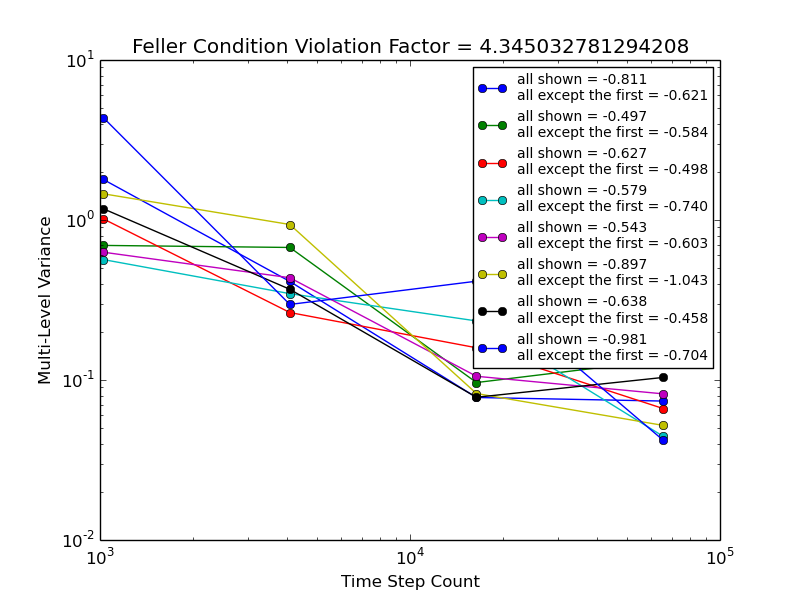 Feller Condition Violation Factor = 4.345032781294208
10^1
10^0
10^-1
10^-2
Multi-Level Variance
all shown = -0.811
all except the first = -0.621
all shown = -0.497
all except the first = -0.584
all shown = -0.627
all except the first = -0.498
all shown = -0.579
all except the first = -0.740
all shown = -0.543
all except the first = -0.603
all shown = -0.897
all except the first = -1.043
all shown = -0.638
all except the first = -0.458
all shown = -0.981
all except the first = -0.704
10^3
10^4
10^5
Time Step Count